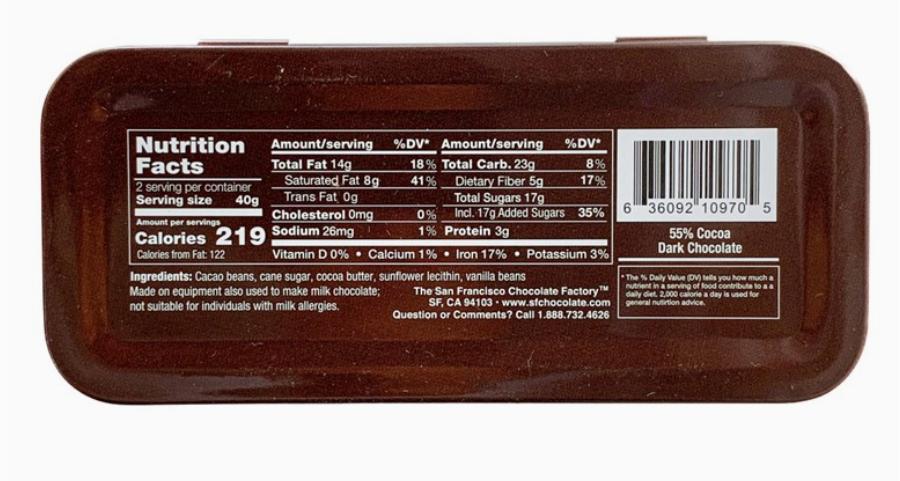 Nutrition
Facts
2 serving per container
Serving size 40g
Amount per servings
Calories 219
Calories from Fat: 122
Amount/serving %DV*
Total Fat 14g 18%
Saturated Fat 8g 41%
Trans Fat 0g
Cholesterol 0mg 0%
Sodium 26mg 1%
Amount/serving %DV*
Total Carb. 23g 8%
Dietary Fiber 5g 17%
Total Sugars 17g
Incl. 17g Added Sugars 35%
Protein 3g
Vitamin D 0% • Calcium 1% • Iron 17% • Potassium 3%
Ingredients: Cacao beans, cane sugar, cocoa butter, sunflower lecithin, vanilla beans
Made on equipment also used to make milk chocolate;
not suitable for individuals with milk allergies.
The San Francisco Chocolate Factory™
SF, CA 94103 · www.sfchocolate.com
Question or Comments? Call 1.888.732.4626
6 36092 10970 5
55% Cocoa
Dark Chocolate
* The % Daily Value (DV) tells you how much a
nutrient in a serving of food contribute to a a
daily diet. 2,000 calorie a day is used for
general nutrition advice.